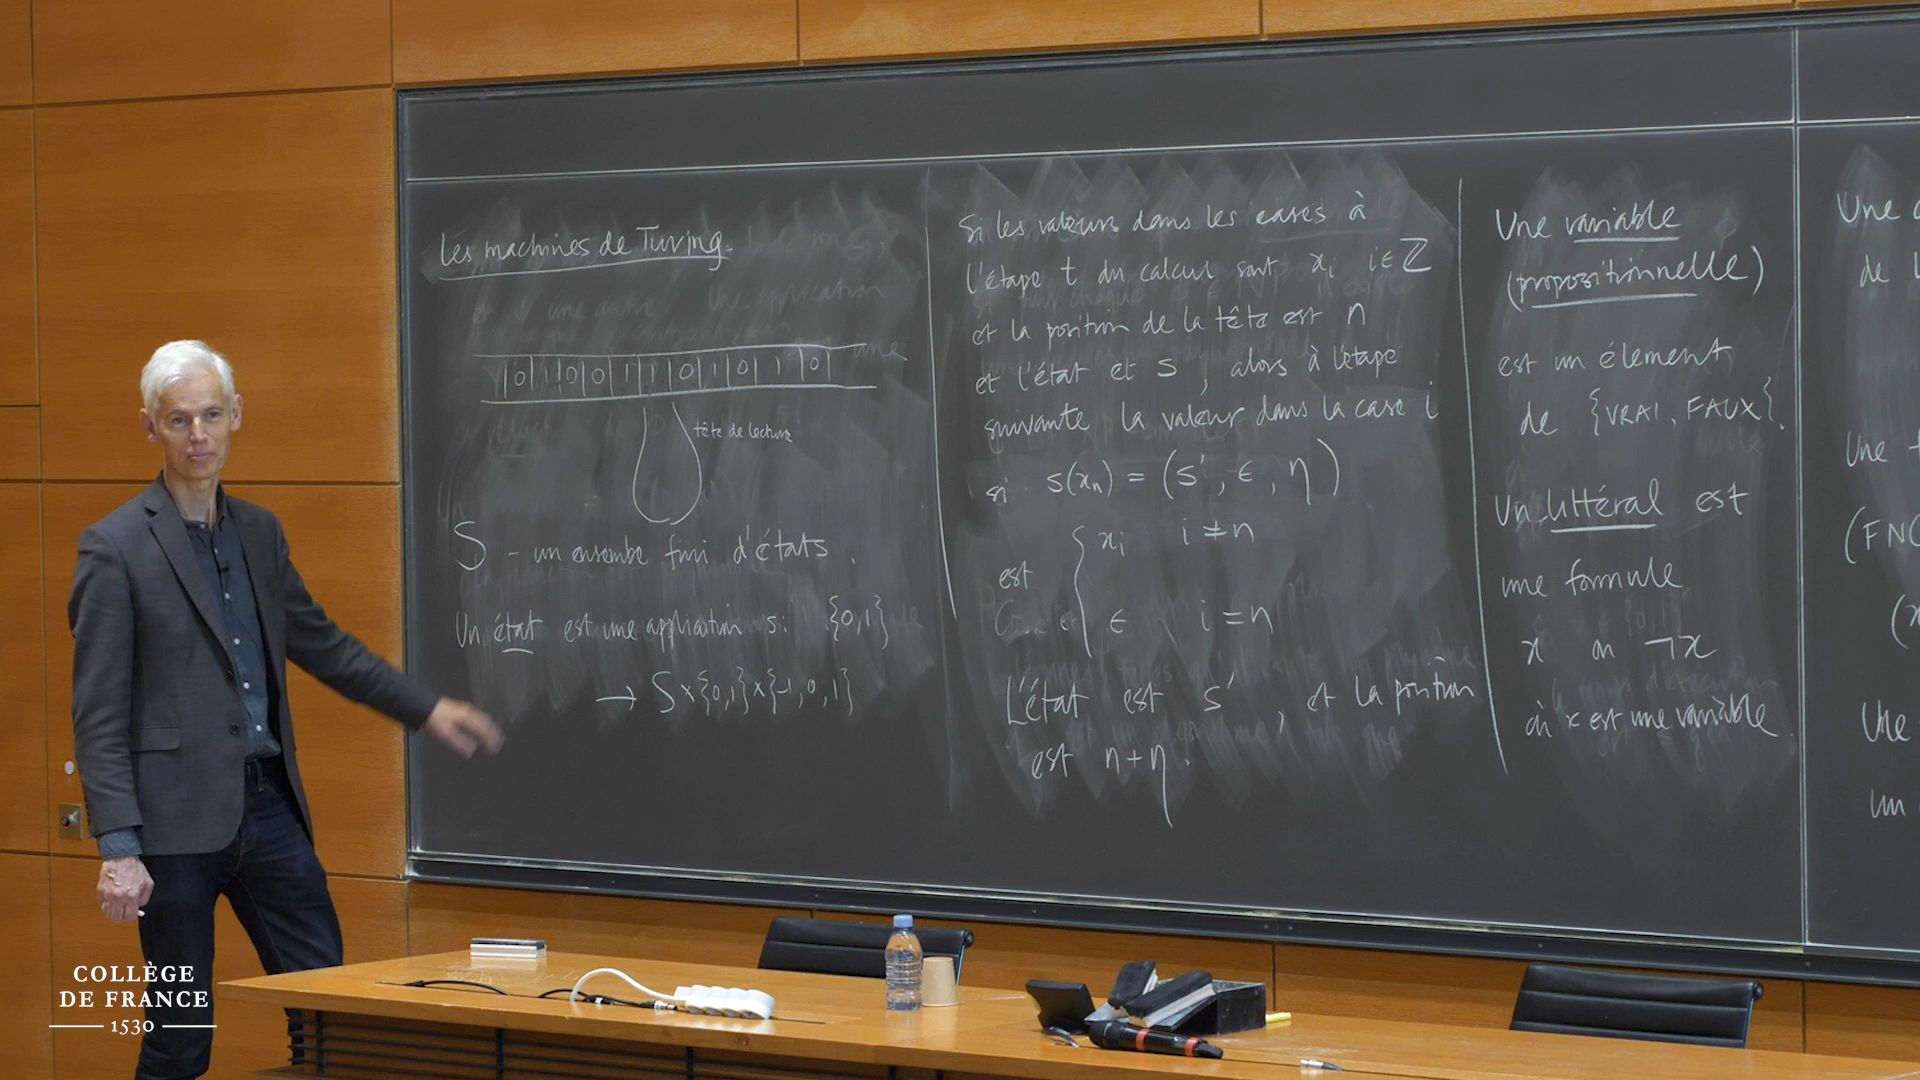 Les machines de Turing.
0 1 0 0 1 1 0 1 0 1 0
tête de lecture
S - un ensemble fini d'états.
Un état est une application s: {0,1}
→ S×{0,1}×{-1,0,1}
Si les valeurs dans les cases à
l'étape t du calcul sont xi i∈ℤ
et la position de la tête est n
et l'état et s, alors à l'étape
suivante la valeur dans la case i
si s(xn) = (s', ε, η)
est { xi i≠n
ε i=n
L'état est s', et la position
est n+η.
Une variable
(propositionnelle)
est un élément
de {VRAI, FAUX}.
Un littéral est
une formule
x ou ¬x
où x est une variable.
Une
de
Une
(FNC
(x
Une
un
COLLÈGE
DE FRANCE
1530